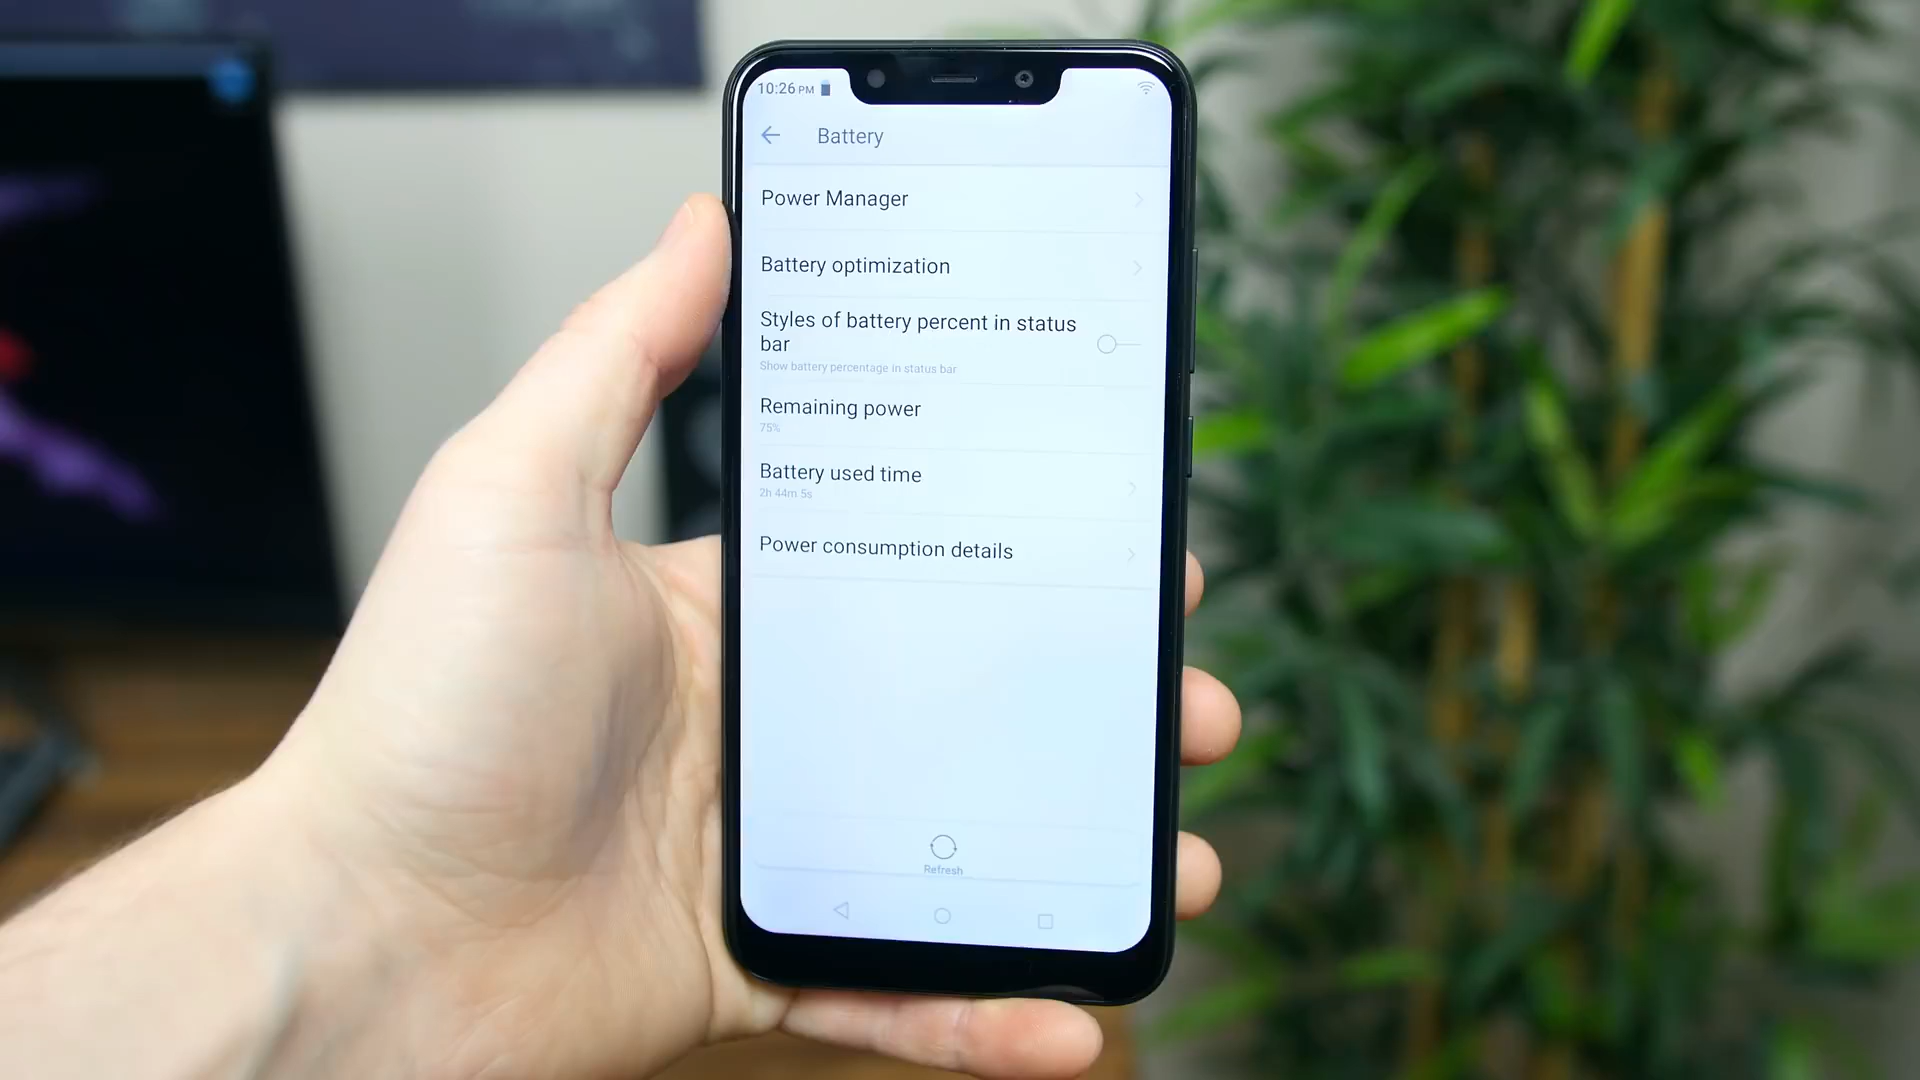 10:26 PM
Battery
Power Manager
Battery optimization
Styles of battery percent in status
bar
Show battery percentage in status bar
Remaining power
75%
Battery used time
2h 44m 5s
Power consumption details
Refresh